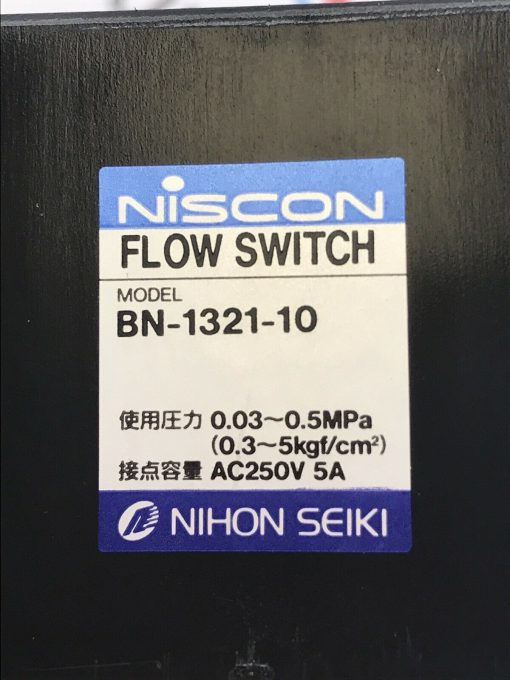 NiSCON
FLOW SWITCH
MODEL
BN-1321-10
使用圧力 0.03～0.5MPa
(0.3～5kgf/cm²)
接点容量 AC250V 5A
NIHON SEIKI